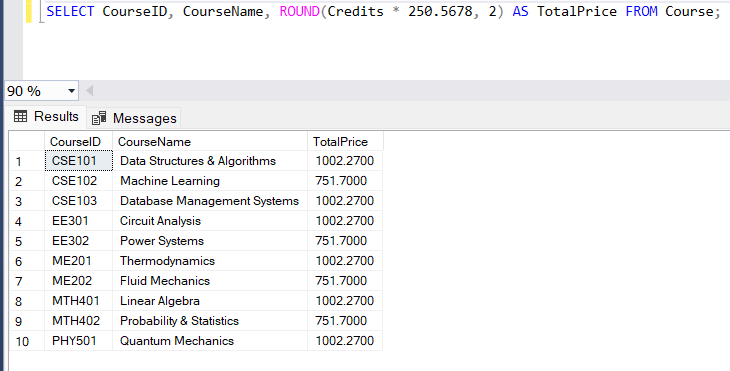 SELECT CourseID, CourseName, ROUND(Credits * 250.5678, 2) AS TotalPrice FROM Course;
90 %
Results Messages
CourseID CourseName TotalPrice
1 CSE101 Data Structures & Algorithms 1002.2700
2 CSE102 Machine Learning 751.7000
3 CSE103 Database Management Systems 1002.2700
4 EE301 Circuit Analysis 1002.2700
5 EE302 Power Systems 751.7000
6 ME201 Thermodynamics 1002.2700
7 ME202 Fluid Mechanics 751.7000
8 MTH401 Linear Algebra 1002.2700
9 MTH402 Probability & Statistics 751.7000
10 PHY501 Quantum Mechanics 1002.2700